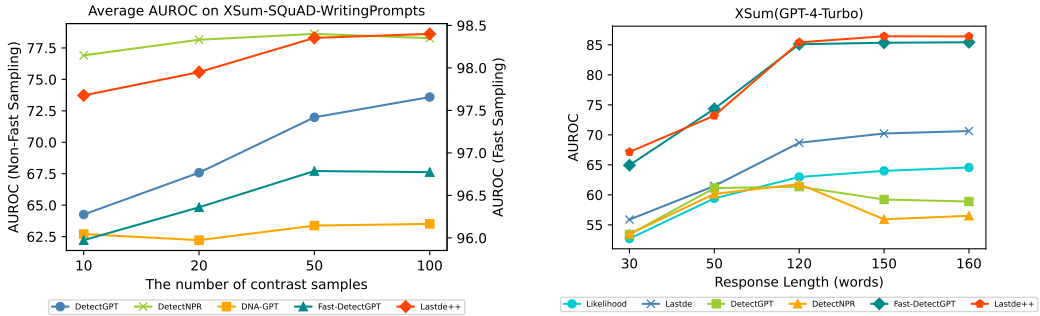 Average AUROC on XSum-SQuAD-WritingPrompts
AUROC (Non-Fast Sampling)
77.5
75.0
72.5
70.0
67.5
65.0
62.5
98.5
98.0
97.5
97.0
96.5
96.0
AUROC (Fast Sampling)
10 20 50 100
The number of contrast samples
DetectGPT DetectNPR DNA-GPT Fast-DetectGPT Lastde++
XSum(GPT-4-Turbo)
AUROC
85
80
75
70
65
60
55
30 50 120 150 160
Response Length (words)
Likelihood Lastde DetectGPT DetectNPR Fast-DetectGPT Lastde++